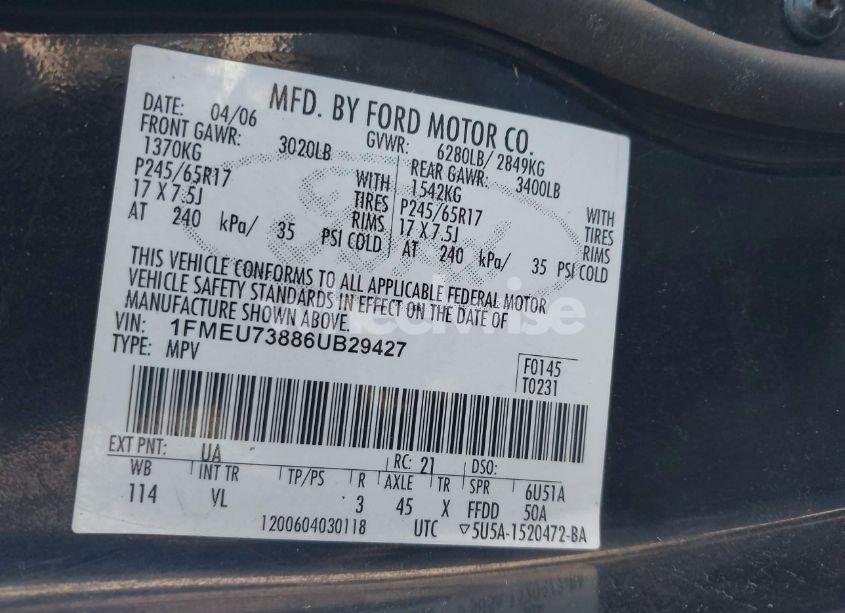 MFD. BY FORD MOTOR CO.
DATE: 04/06 GVWR: 6280LB/ 2849KG
FRONT GAWR: 3020LB REAR GAWR: 3400LB
1370KG WITH 1542KG WITH
P245/65R17 TIRES P245/65R17 TIRES
17 X 7.5J RIMS 17 X 7.5J RIMS
AT 240 kPa/ 35 PSI COLD AT 240 kPa/ 35 PSI COLD
THIS VEHICLE CONFORMS TO ALL APPLICABLE FEDERAL MOTOR
VEHICLE SAFETY STANDARDS IN EFFECT ON THE DATE OF
MANUFACTURE SHOWN ABOVE.
VIN: 1FMEU73886UB29427
TYPE: MPV
F0145
T0231
EXT PNT: UA RC: 21 DSO:
WB INT TR TP/PS R AXLE TR SPR 6U51A
114 VL 3 45 X FFDD 50A
1200604030118 UTC ▽5U5A-1520472-BA